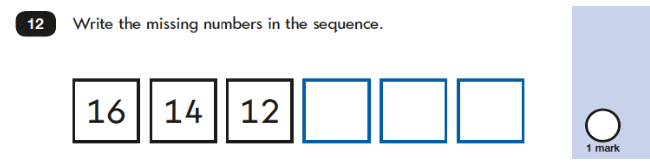 12 Write the missing numbers in the sequence.
16 14 12
1 mark